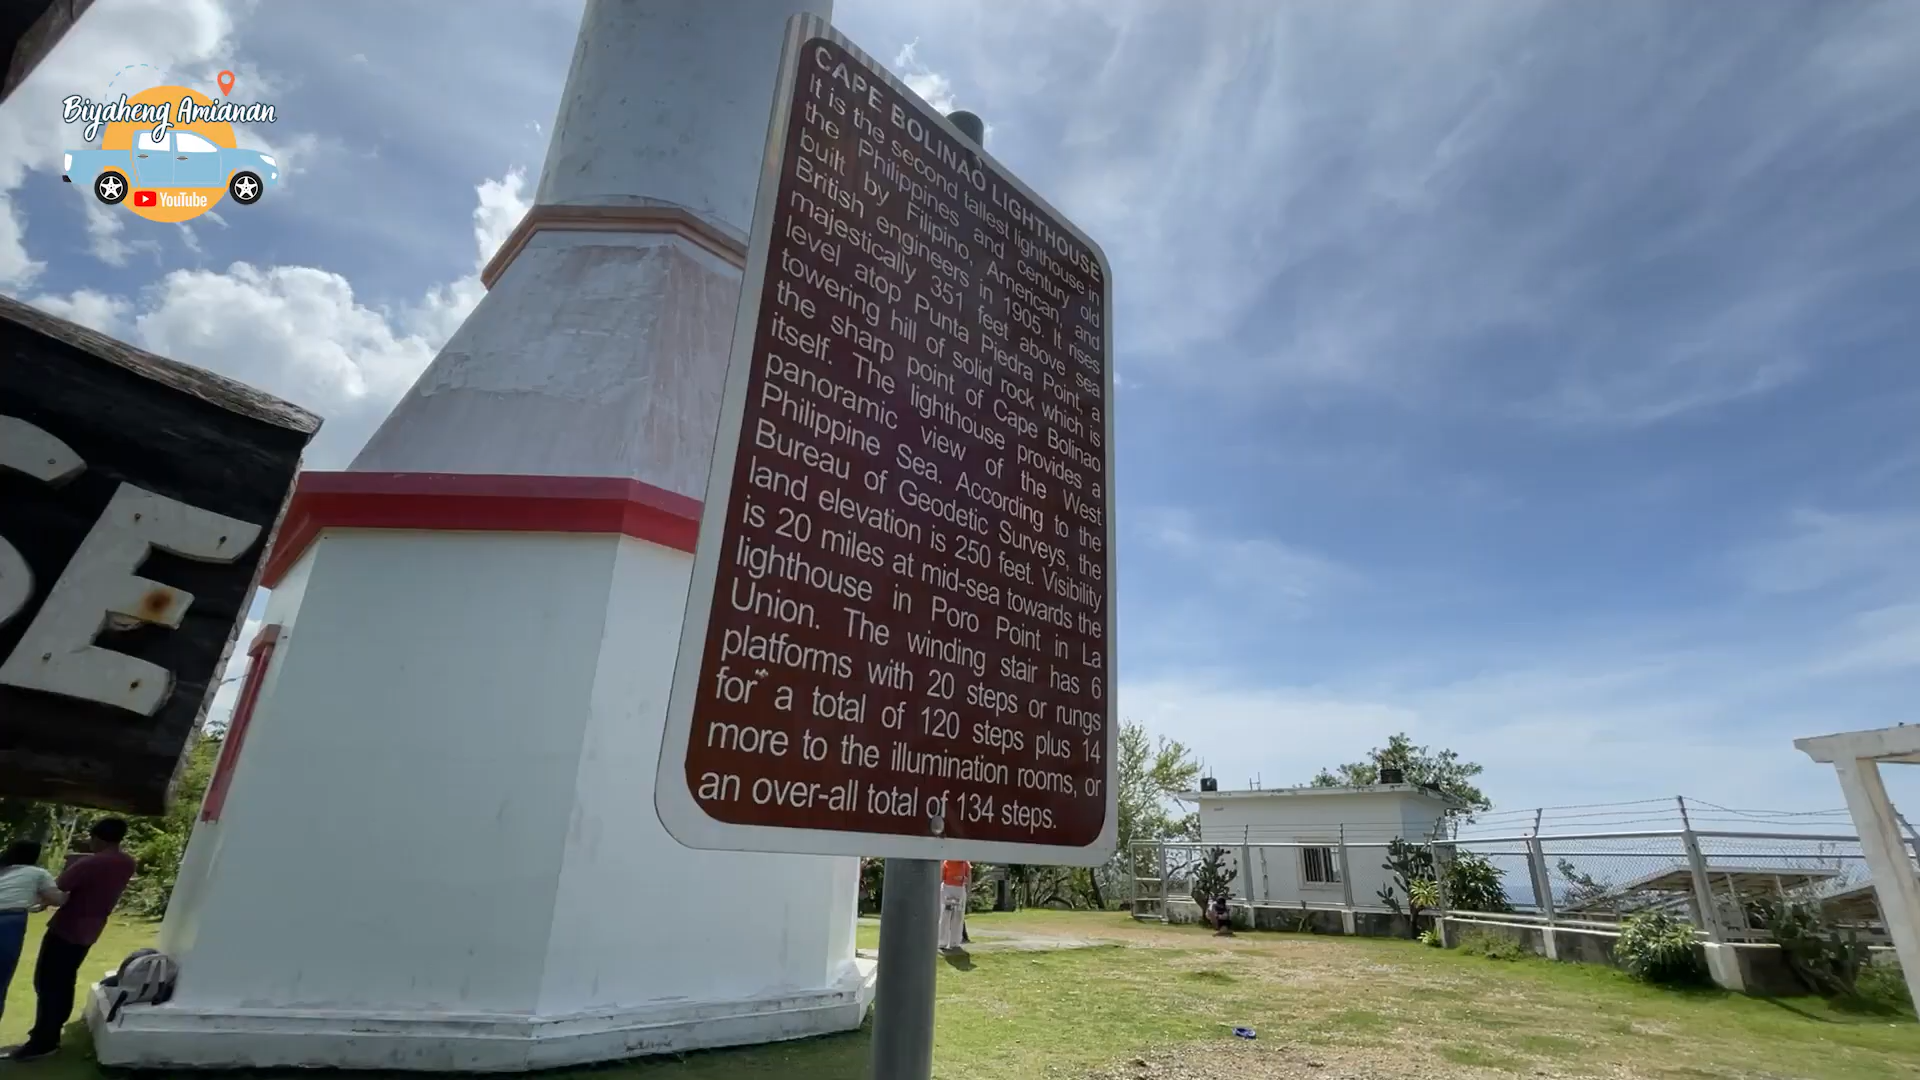 Biyaheng Amianan
YouTube
SE
CAPE BOLINAO LIGHTHOUSE
It is the second tallest lighthouse in
the Philippines and century old
built by Filipino, American, and
British engineers in 1905. It rises
majestically 351 feet above sea
level atop Punta Piedra Point, a
towering hill of solid rock which is
the sharp point of Cape Bolinao
itself. The lighthouse provides a
panoramic view of the West
Philippine Sea. According to the
Bureau of Geodetic Surveys, the
land elevation is 250 feet. Visibility
is 20 miles at mid-sea towards the
lighthouse in Poro Point in La
Union. The winding stair has 6
platforms with 20 steps or rungs
for a total of 120 steps plus 14
more to the illumination rooms, or
an over-all total of 134 steps.